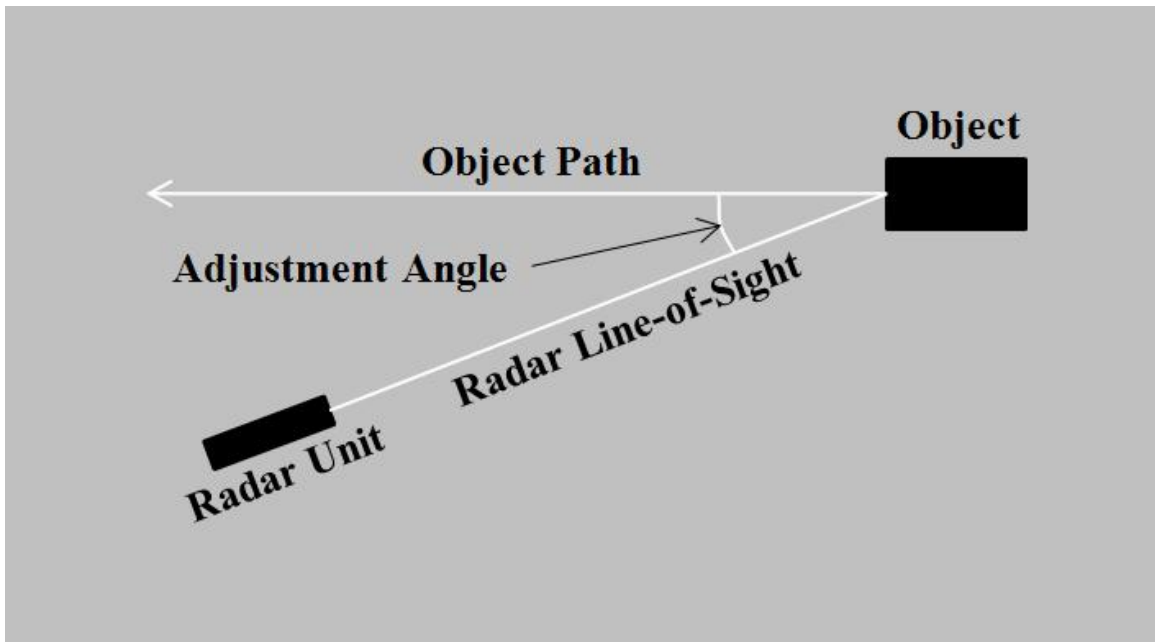 Object
Object Path
Adjustment Angle
Radar Line-of-Sight
Radar Unit